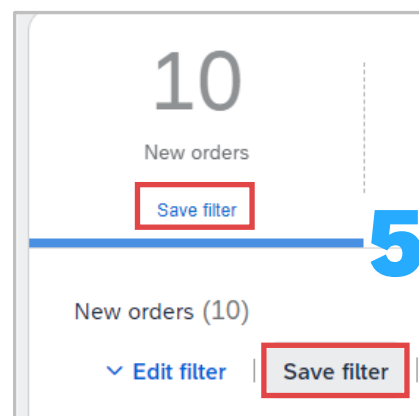 10
New orders
Save filter
5
New orders (10)
Edit filter | Save filter